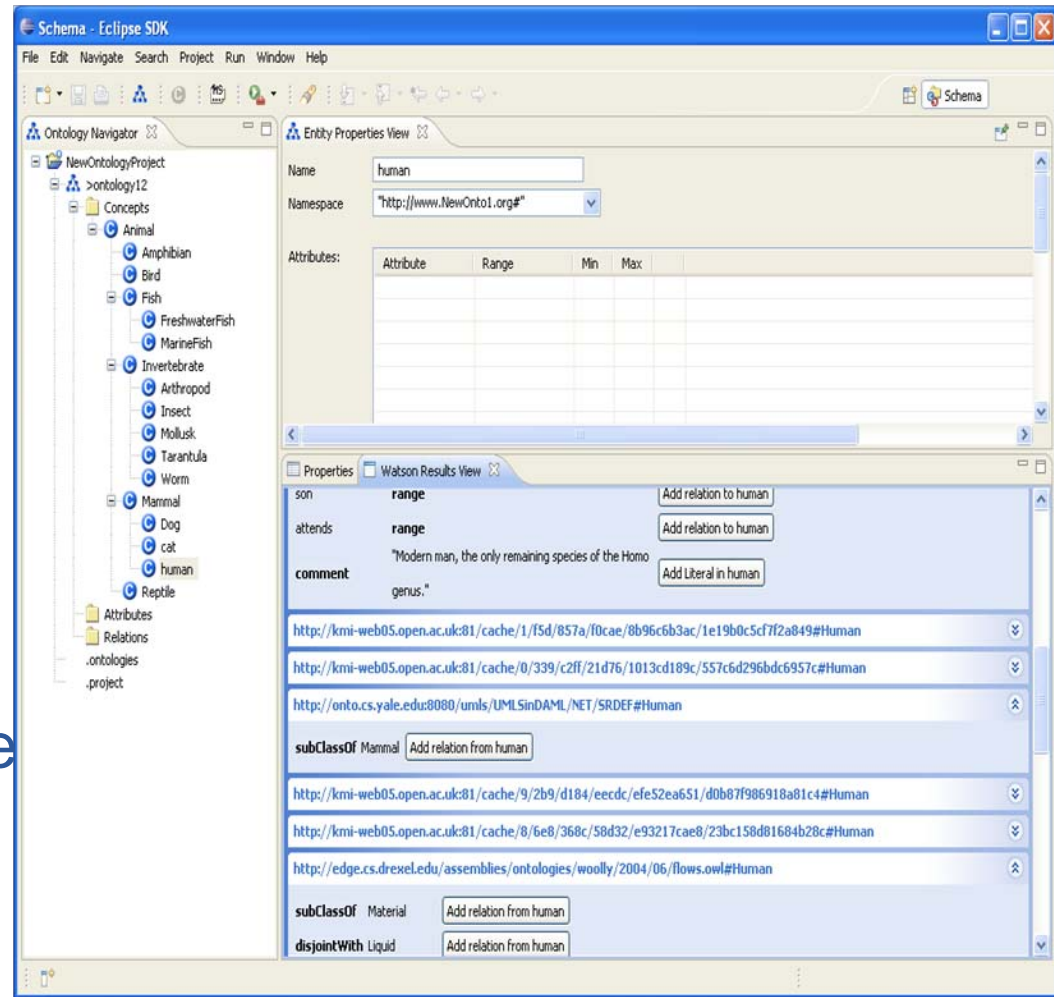 Schema - Eclipse SDK
File Edit Navigate Search Project Run Window Help
Schema
Ontology Navigator
NewOntologyProject
>ontology12
Concepts
Animal
Amphibian
Bird
Fish
FreshwaterFish
MarineFish
Invertebrate
Arthropod
Insect
Mollusk
Tarantula
Worm
Mammal
Dog
cat
human
Reptile
Attributes
Relations
.ontologies
.project
e
Entity Properties View
Name human
Namespace "http://www.NewOnto1.org#"
Attributes:
Attribute Range Min Max
Properties Watson Results View
son range Add relation to human
attends range Add relation to human
comment "Modern man, the only remaining species of the Homo
genus." Add Literal in human
http://kmi-web05.open.ac.uk:81/cache/1/f5d/857a/f0cae/8b96c6b3ac/1e19b0c5cf7f2a849#Human
http://kmi-web05.open.ac.uk:81/cache/0/339/c2ff/21d76/1013cd189c/557c6d296bdc6957c#Human
http://onto.cs.yale.edu:8080/umls/UMLSinDAML/NET/SRDEF#Human
subClassOf Mammal Add relation from human
http://kmi-web05.open.ac.uk:81/cache/9/2b9/d184/eecdc/efe52ea651/d0b87f986918a81c4#Human
http://kmi-web05.open.ac.uk:81/cache/8/6e8/368c/58d32/e93217cae8/23bc158d81684b28c#Human
http://edge.cs.drexel.edu/assemblies/ontologies/woolly/2004/06/flows.owl#Human
subClassOf Material Add relation from human
disjointWith Liquid Add relation from human